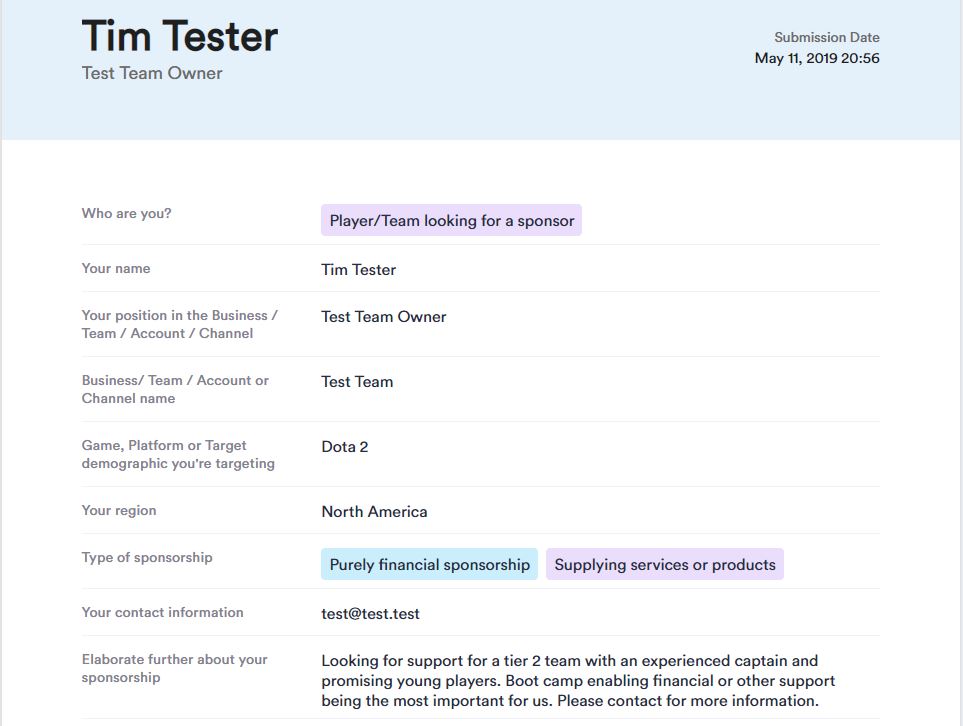 Tim Tester
Test Team Owner
Submission Date
May 11, 2019 20:56
Who are you?
Player/Team looking for a sponsor
Your name
Tim Tester
Your position in the Business /
Team / Account / Channel
Test Team Owner
Business/ Team / Account or
Channel name
Test Team
Game, Platform or Target
demographic you're targeting
Dota 2
Your region
North America
Type of sponsorship
Purely financial sponsorship
Supplying services or products
Your contact information
test@test.test
Elaborate further about your
sponsorship
Looking for support for a tier 2 team with an experienced captain and
promising young players. Boot camp enabling financial or other support
being the most important for us. Please contact for more information.